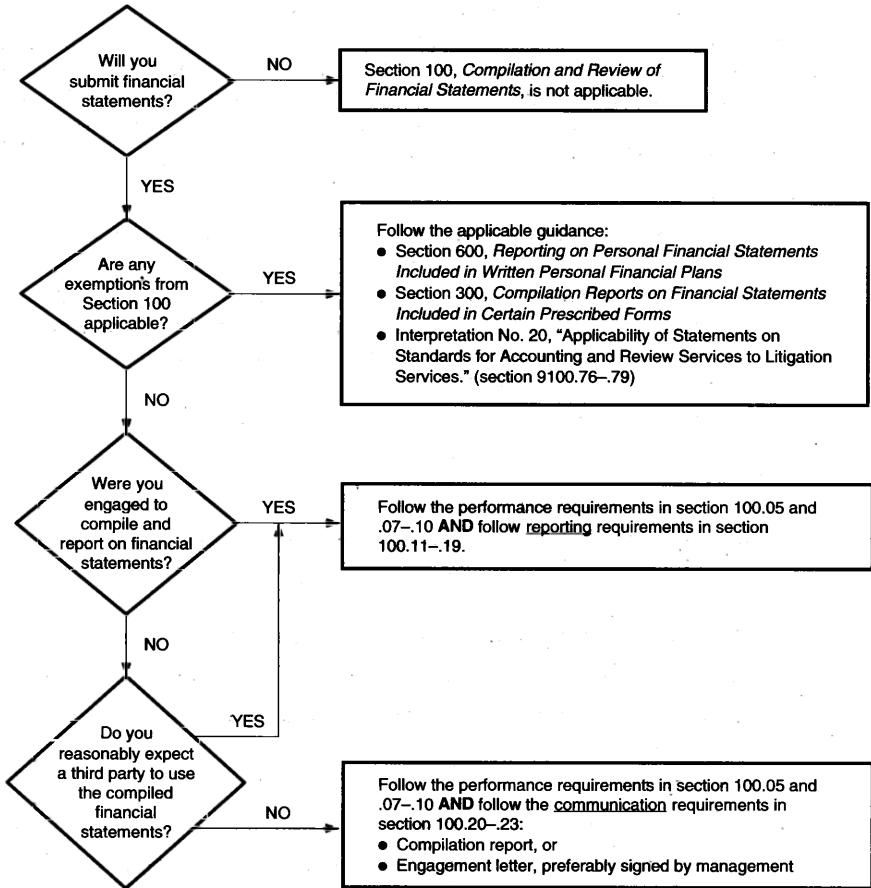 Will you
submit financial
statements?
NO
Section 100, Compilation and Review of
Financial Statements, is not applicable.
YES
Are any
exemptions from
Section 100
applicable?
YES
Follow the applicable guidance:
● Section 600, Reporting on Personal Financial Statements
Included in Written Personal Financial Plans
● Section 300, Compilation Reports on Financial Statements
Included in Certain Prescribed Forms
● Interpretation No. 20, “Applicability of Statements on
Standards for Accounting and Review Services to Litigation
Services.” (section 9100.76–.79)
NO
Were you
engaged to
compile and
report on financial
statements?
YES
Follow the performance requirements in section 100.05 and
.07–.10 AND follow reporting requirements in section
100.11–.19.
NO
Do you
reasonably expect
a third party to use
the compiled
financial
statements?
YES
NO
Follow the performance requirements in section 100.05 and
.07–.10 AND follow the communication requirements in
section 100.20–.23:
● Compilation report, or
● Engagement letter, preferably signed by management